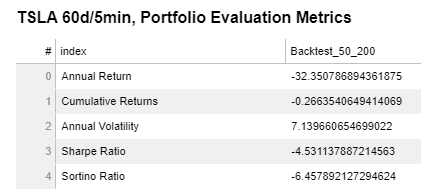 TSLA 60d/5min, Portfolio Evaluation Metrics
# index Backtest_50_200
0 Annual Return -32.350786894361875
1 Cumulative Returns -0.2663540649414069
2 Annual Volatility 7.139660654699022
3 Sharpe Ratio -4.531137887214563
4 Sortino Ratio -6.457892127294624